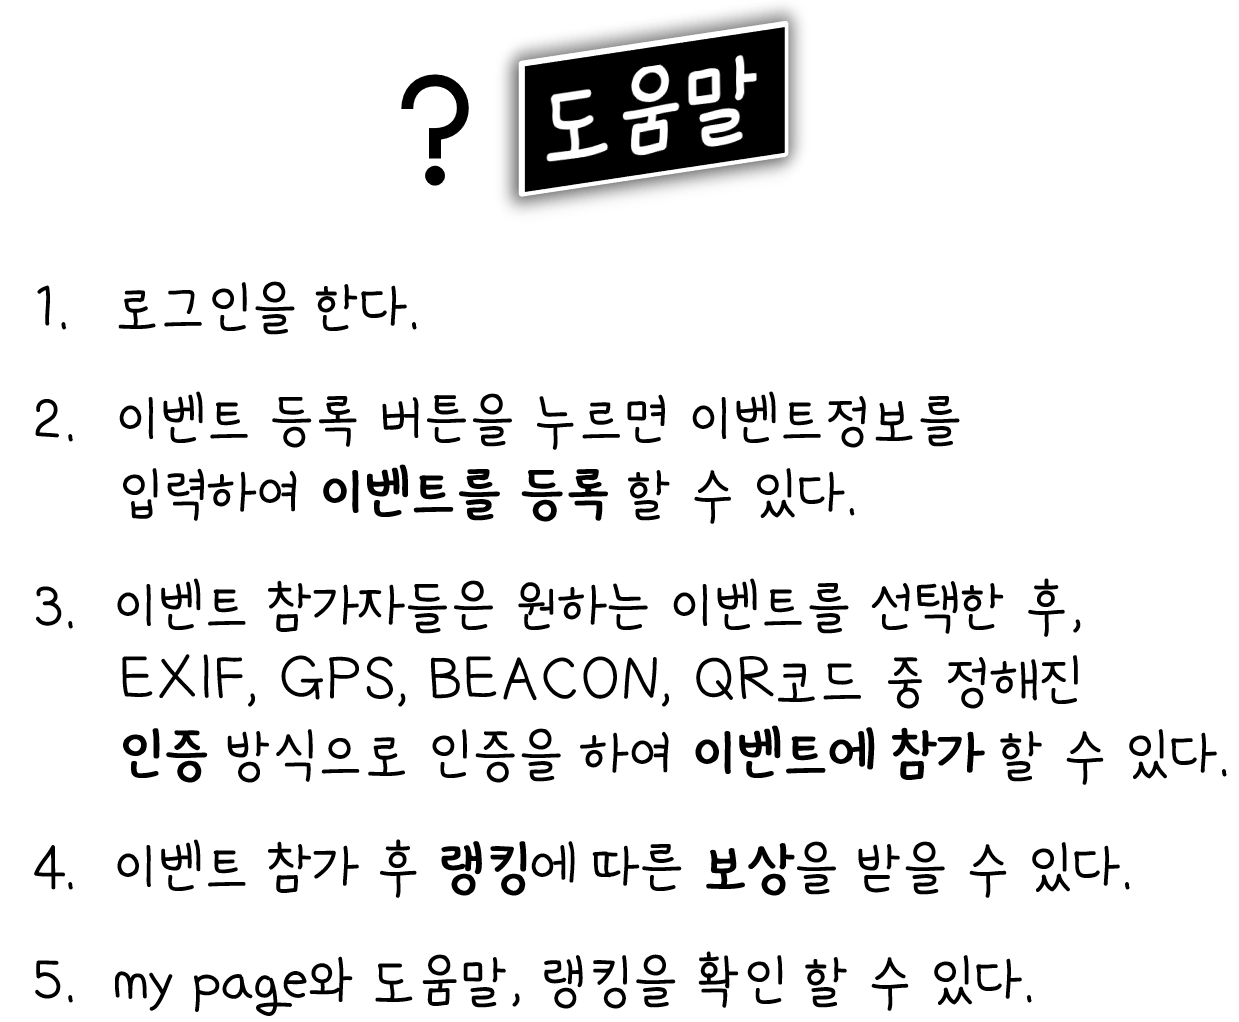 ? 도움말
1. 로그인을 한다.
2. 이벤트 등록 버튼을 누르면 이벤트정보를
입력하여 이벤트를 등록 할 수 있다.
3. 이벤트 참가자들은 원하는 이벤트를 선택한 후,
EXIF, GPS, BEACON, QR코드 중 정해진
인증 방식으로 인증을 하여 이벤트에 참가 할 수 있다.
4. 이벤트 참가 후 랭킹에 따른 보상을 받을 수 있다.
5. my page와 도움말, 랭킹을 확인 할 수 있다.